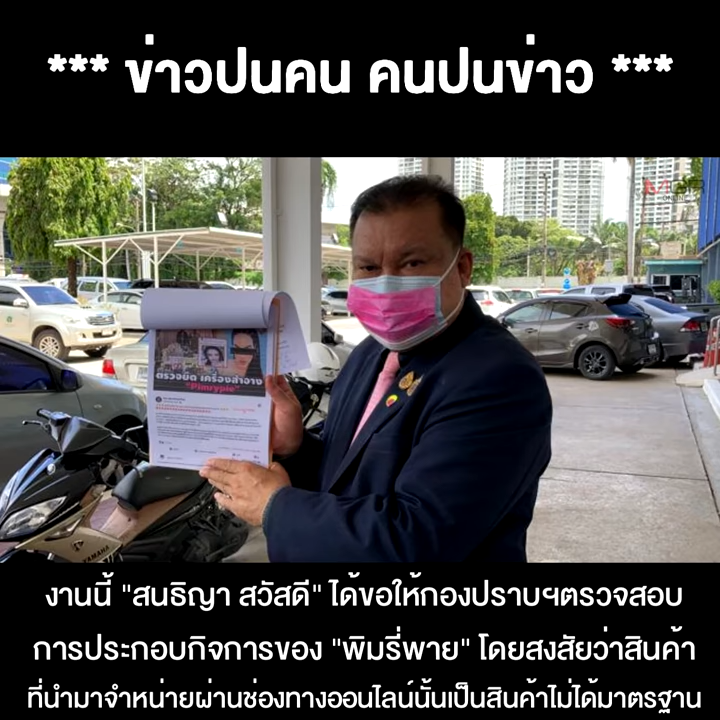 *** ข่าวปนคน คนปนข่าว ***
MGR
ONLINE
ตรวจยึด เครื่องสำอาง
"Pimrypie"
YAMAHA
งานนี้ "สนธิญา สวัสดี" ได้ขอให้กองปราบฯตรวจสอบ
การประกอบกิจการของ "พิมรี่พาย" โดยสงสัยว่าสินค้า
ที่นำมาจำหน่ายผ่านช่องทางออนไลน์นั้นเป็นสินค้าไม่ได้มาตรฐาน